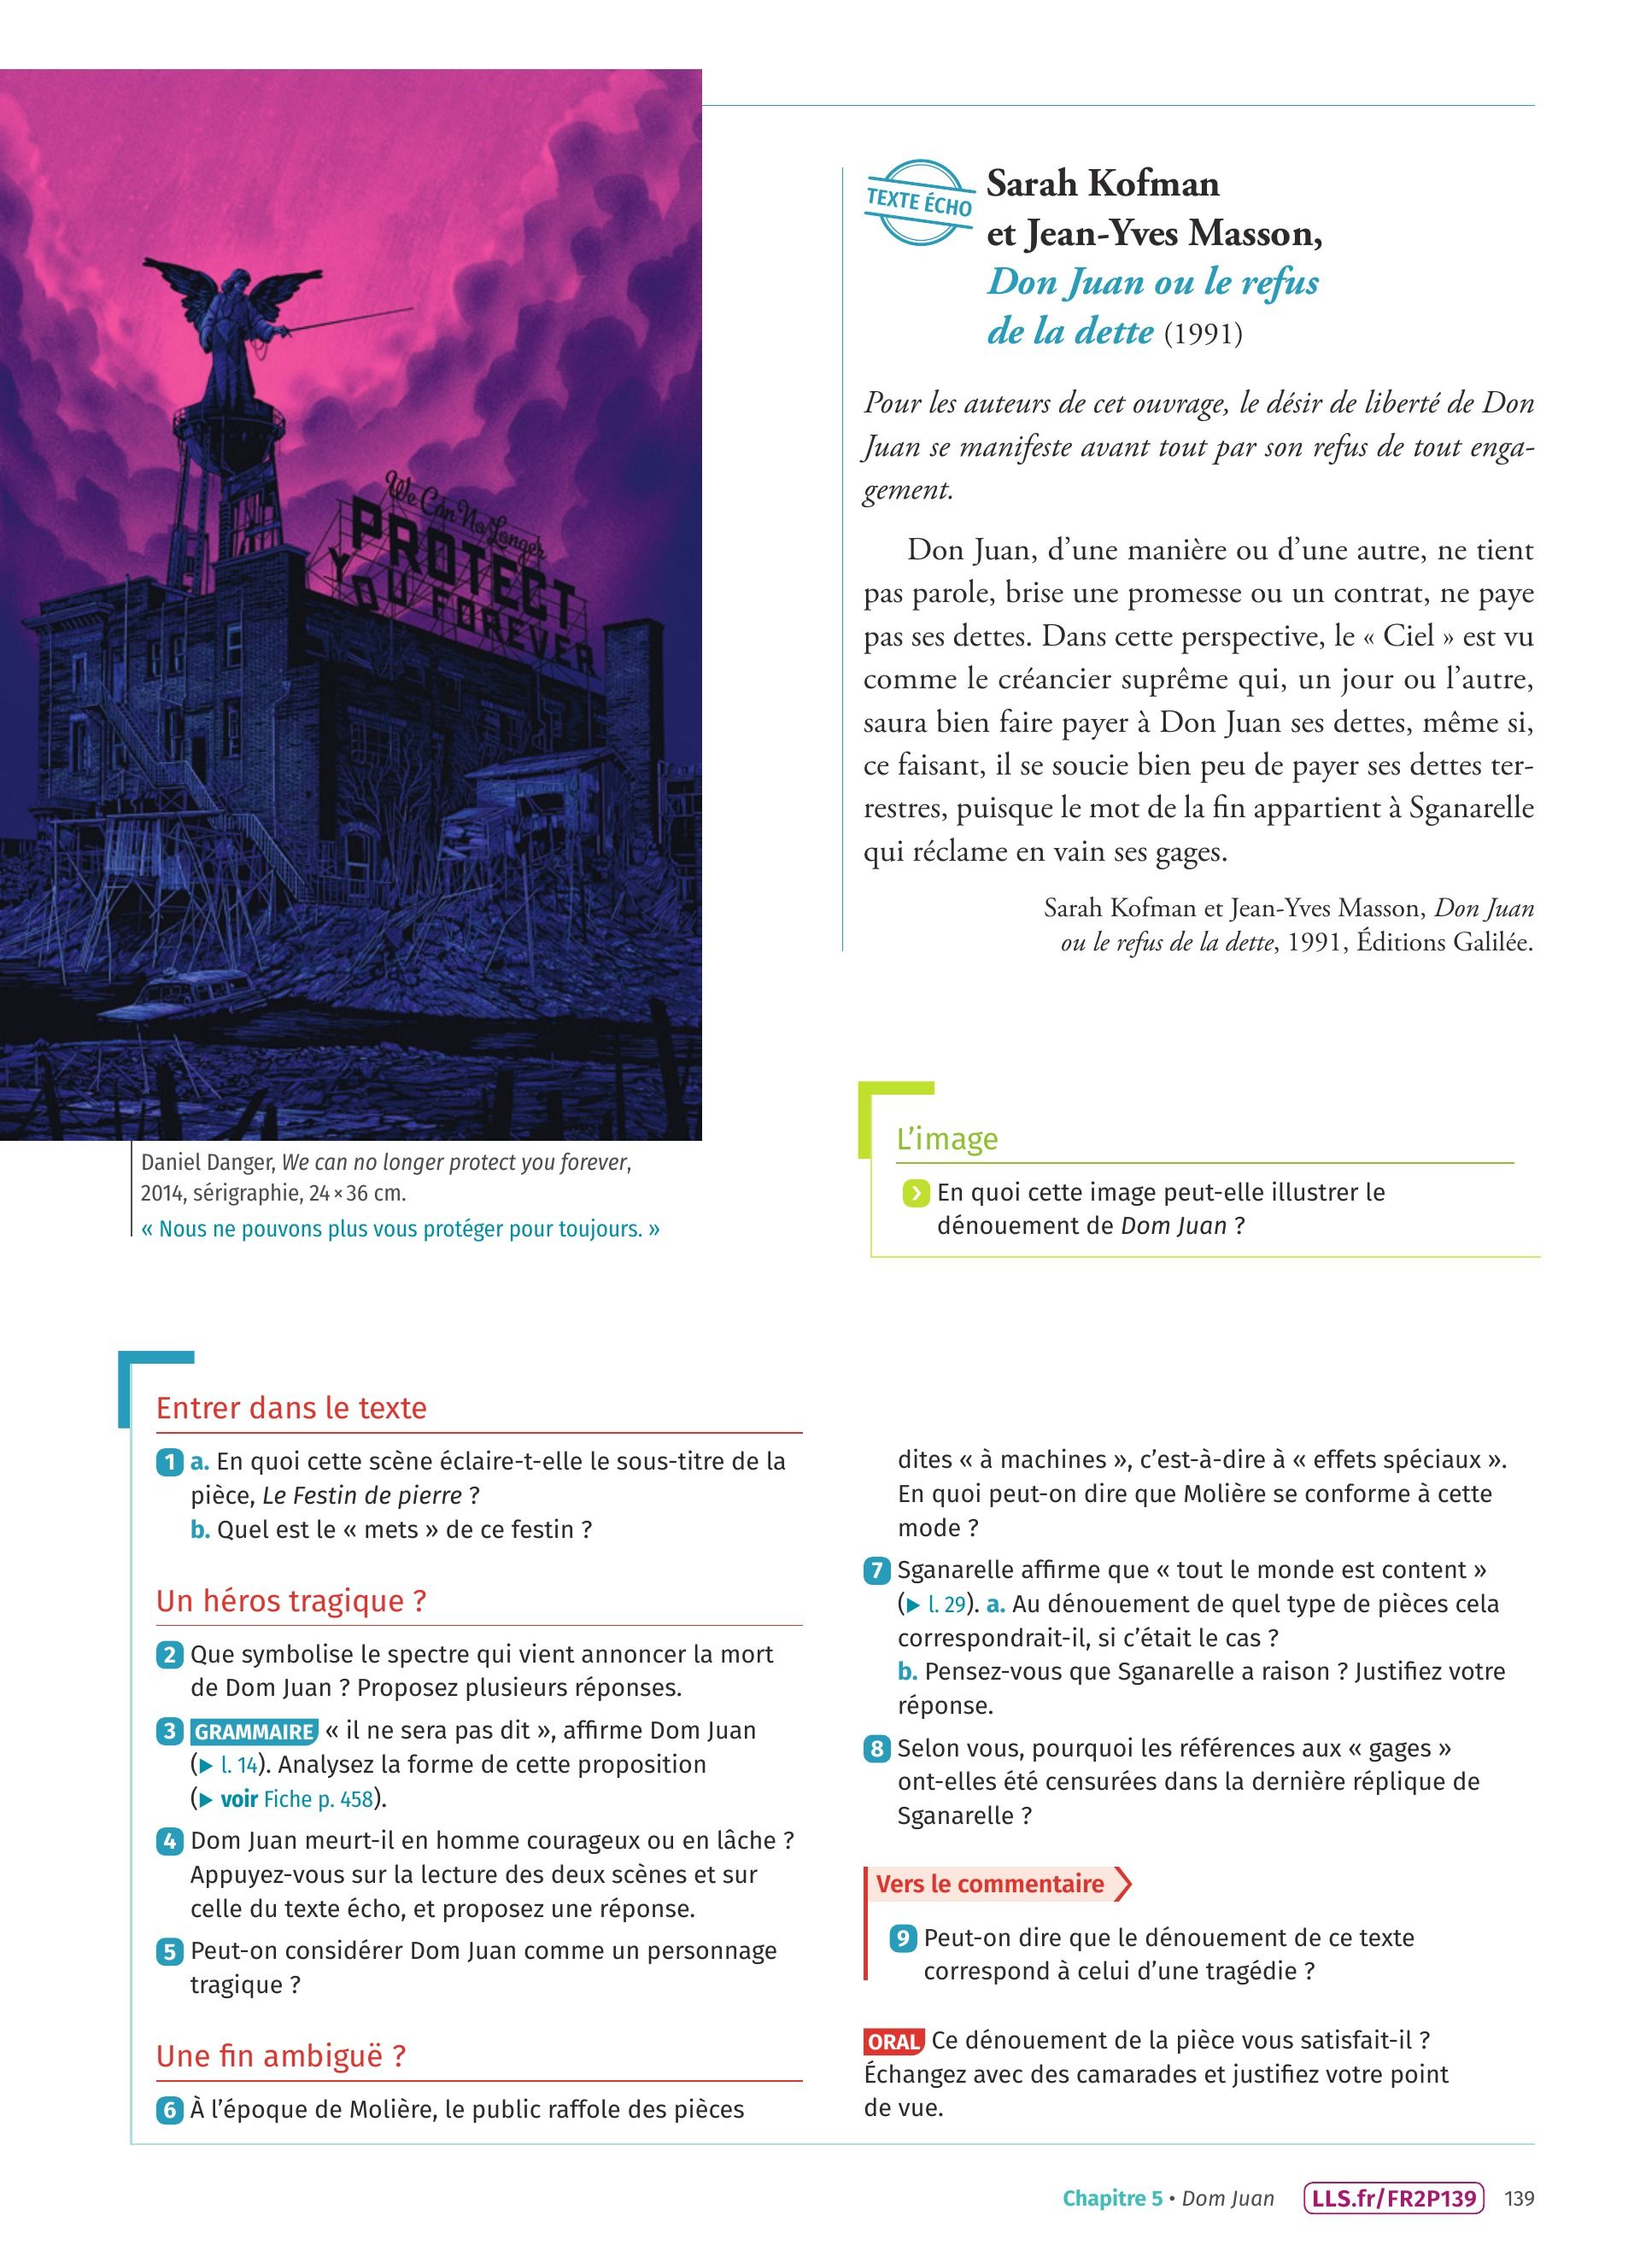 We Can No Longer
PROTECT
YOU FOREVER
Daniel Danger, We can no longer protect you forever,
2014, sérigraphie, 24 × 36 cm.
« Nous ne pouvons plus vous protéger pour toujours. »
TEXTE ÉCHO
Sarah Kofman
et Jean-Yves Masson,
Don Juan ou le refus
de la dette (1991)
Pour les auteurs de cet ouvrage, le désir de liberté de Don
Juan se manifeste avant tout par son refus de tout enga-
gement.
Don Juan, d’une manière ou d’une autre, ne tient
pas parole, brise une promesse ou un contrat, ne paye
pas ses dettes. Dans cette perspective, le « Ciel » est vu
comme le créancier suprême qui, un jour ou l’autre,
saura bien faire payer à Don Juan ses dettes, même si,
ce faisant, il se soucie bien peu de payer ses dettes ter-
restres, puisque le mot de la fin appartient à Sganarelle
qui réclame en vain ses gages.
Sarah Kofman et Jean-Yves Masson, Don Juan
ou le refus de la dette, 1991, Éditions Galilée.
L’image
En quoi cette image peut-elle illustrer le
dénouement de Dom Juan ?
Entrer dans le texte
1 a. En quoi cette scène éclaire-t-elle le sous-titre de la
pièce, Le Festin de pierre ?
b. Quel est le « mets » de ce festin ?
Un héros tragique ?
2 Que symbolise le spectre qui vient annoncer la mort
de Dom Juan ? Proposez plusieurs réponses.
3 GRAMMAIRE « il ne sera pas dit », affirme Dom Juan
(▶ l. 14). Analysez la forme de cette proposition
(▶ voir Fiche p. 458).
4 Dom Juan meurt-il en homme courageux ou en lâche ?
Appuyez-vous sur la lecture des deux scènes et sur
celle du texte écho, et proposez une réponse.
5 Peut-on considérer Dom Juan comme un personnage
tragique ?
Une fin ambiguë ?
6 À l’époque de Molière, le public raffole des pièces
dites « à machines », c’est-à-dire à « effets spéciaux ».
En quoi peut-on dire que Molière se conforme à cette
mode ?
7 Sganarelle affirme que « tout le monde est content »
(▶ l. 29). a. Au dénouement de quel type de pièces cela
correspondrait-il, si c’était le cas ?
b. Pensez-vous que Sganarelle a raison ? Justifiez votre
réponse.
8 Selon vous, pourquoi les références aux « gages »
ont-elles été censurées dans la dernière réplique de
Sganarelle ?
Vers le commentaire
9 Peut-on dire que le dénouement de ce texte
correspond à celui d’une tragédie ?
ORAL Ce dénouement de la pièce vous satisfait-il ?
Échangez avec des camarades et justifiez votre point
de vue.
Chapitre 5 • Dom Juan LLS.fr/FR2P139 139